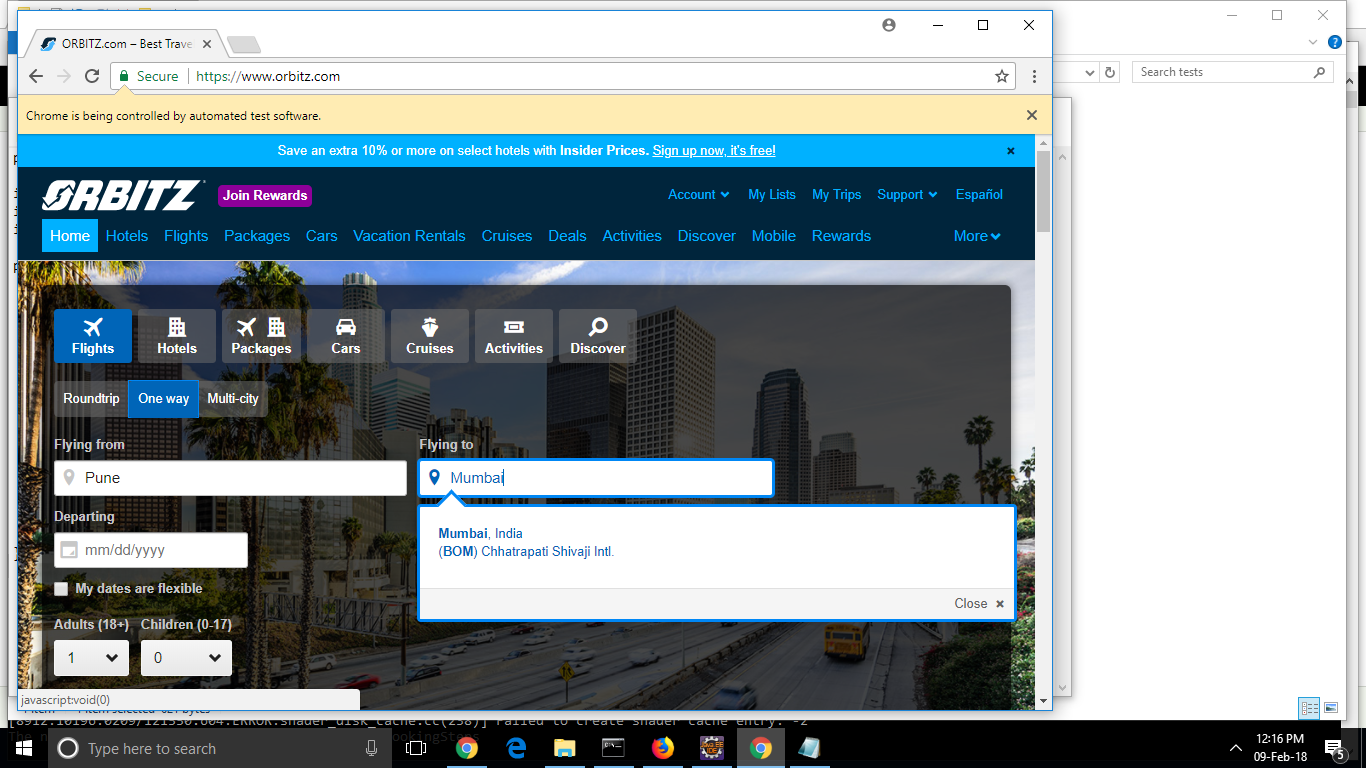 ORBITZ.com – Best Trave
Secure
https://www.orbitz.com
Search tests
Chrome is being controlled by automated test software.
Save an extra 10% or more on select hotels with Insider Prices. Sign up now, it's free!
ORBITZ
Join Rewards
Account
My Lists
My Trips
Support
Español
Home
Hotels
Flights
Packages
Cars
Vacation Rentals
Cruises
Deals
Activities
Discover
Mobile
Rewards
More
Flights
Hotels
Packages
Cars
Cruises
Activities
Discover
Roundtrip
One way
Multi-city
Flying from
Flying to
Pune
Mumbai
Departing
mm/dd/yyyy
Mumbai, India
(BOM) Chhatrapati Shivaji Intl.
Close
My dates are flexible
Adults (18+)
Children (0-17)
1
0
javascript:void(0)
[8912:10196:0209/121550.604:ERROR:shader_disk_cache.cc(238)] Failed to create shader cache entry: -2
Type here to search
12:16 PM
09-Feb-18
5